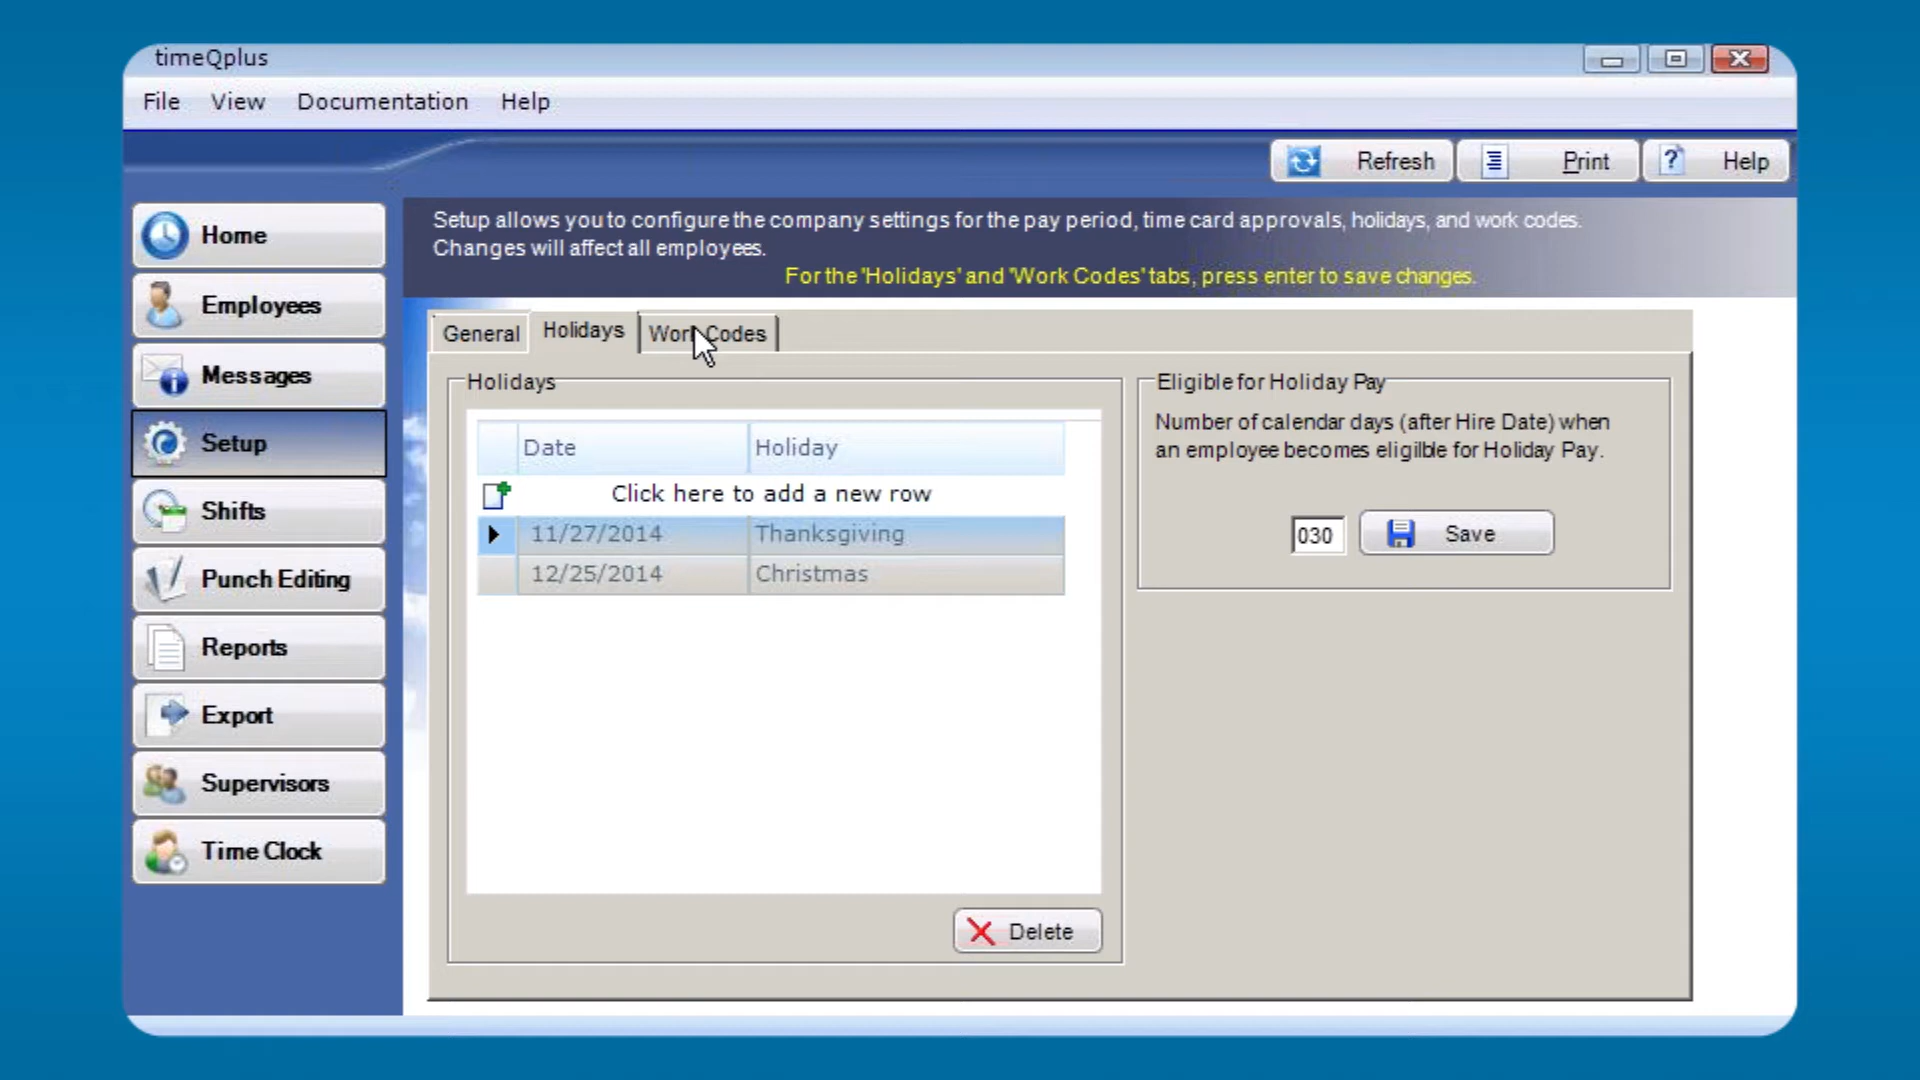 timeQplus
File View Documentation Help
Refresh Print Help
Home
Employees
Messages
Setup
Shifts
Punch Editing
Reports
Export
Supervisors
Time Clock
Setup allows you to configure the company settings for the pay period, time card approvals, holidays, and work codes.
Changes will affect all employees.
For the 'Holidays' and 'Work Codes' tabs, press enter to save changes.
General Holidays Work Codes
Holidays
Date Holiday
Click here to add a new row
11/27/2014 Thanksgiving
12/25/2014 Christmas
Delete
Eligible for Holiday Pay
Number of calendar days (after Hire Date) when
an employee becomes eligilble for Holiday Pay.
030 Save